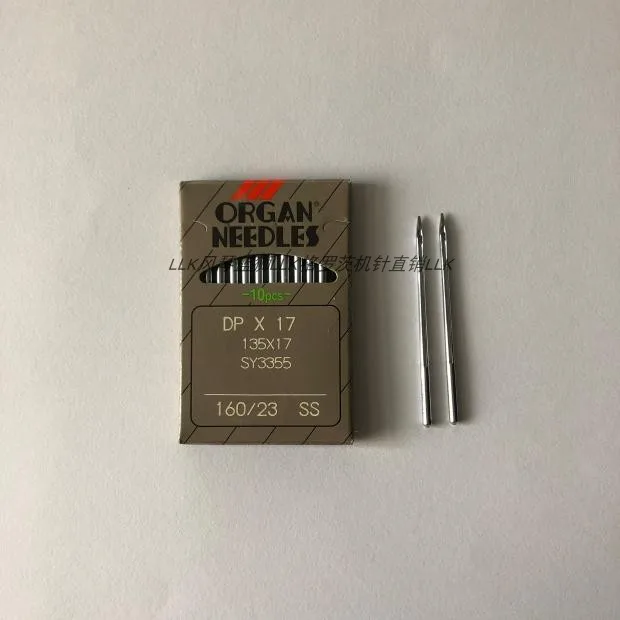 ORGAN®
NEEDLES
-10pcs-
DP X 17
135X17
SY3355
160/23 SS